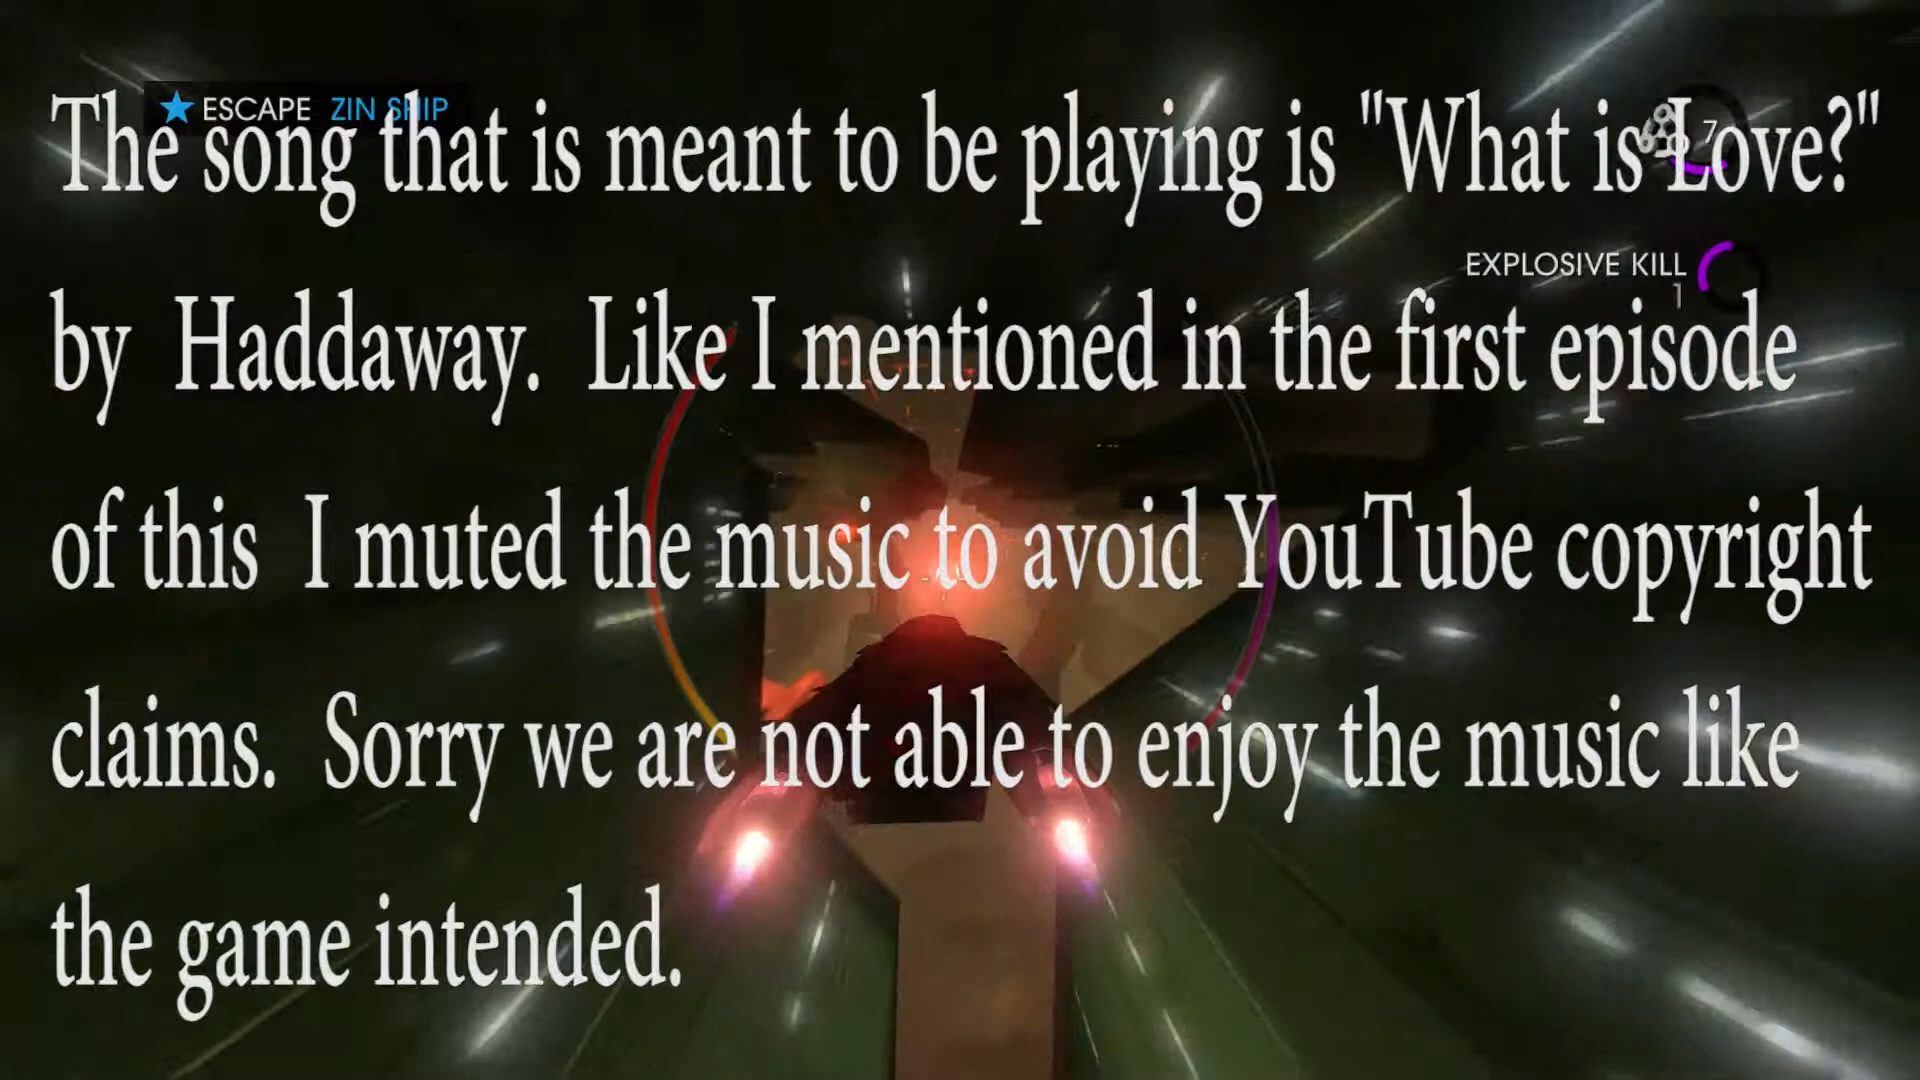 ESCAPE ZIN SHIP
The song that is meant to be playing is "What is Love?"
7
EXPLOSIVE KILL
1
by Haddaway. Like I mentioned in the first episode
of this I muted the music to avoid YouTube copyright
claims. Sorry we are not able to enjoy the music like
the game intended.